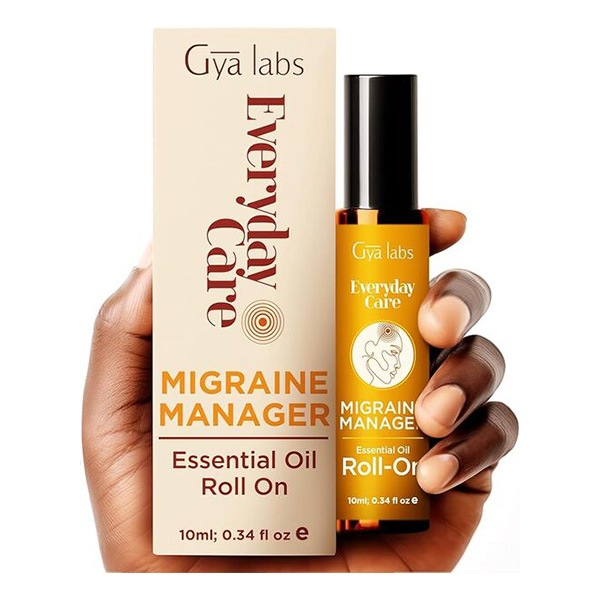 Gya labs
Everyday
Care
MIGRAINE
MANAGER
Essential Oil
Roll On
10ml; 0.34 fl oz e
Gya labs
Everyday
Care
MIGRAIN
MANAGE
Essential Oil
Roll-On
10ml; 0.34 fl oz e